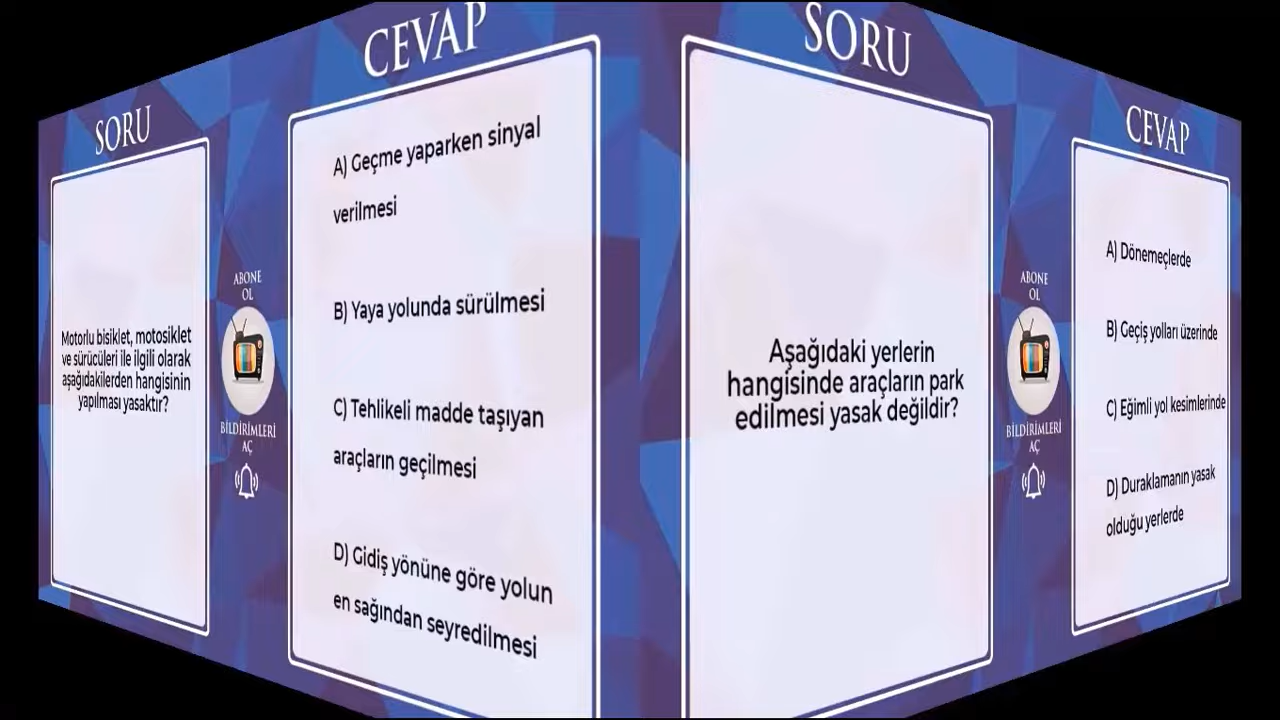 SORU
Motorlu bisiklet, motosiklet
ve sürücüleri ile ilgili olarak
aşağıdakilerden hangisinin
yapılması yasaktır?
ABONE
OL
BİLDİRİMLERİ
AÇ
CEVAP
A) Geçme yaparken sinyal
verilmesi
B) Yaya yolunda sürülmesi
C) Tehlikeli madde taşıyan
araçların geçilmesi
D) Gidiş yönüne göre yolun
en sağından seyredilmesi
SORU
Aşağıdaki yerlerin
hangisinde araçların park
edilmesi yasak değildir?
ABONE
OL
BİLDİRİMLERİ
AÇ
CEVAP
A) Dönemeçlerde
B) Geçiş yolları üzerinde
C) Eğimli yol kesimlerinde
D) Duraklamanın yasak
olduğu yerlerde